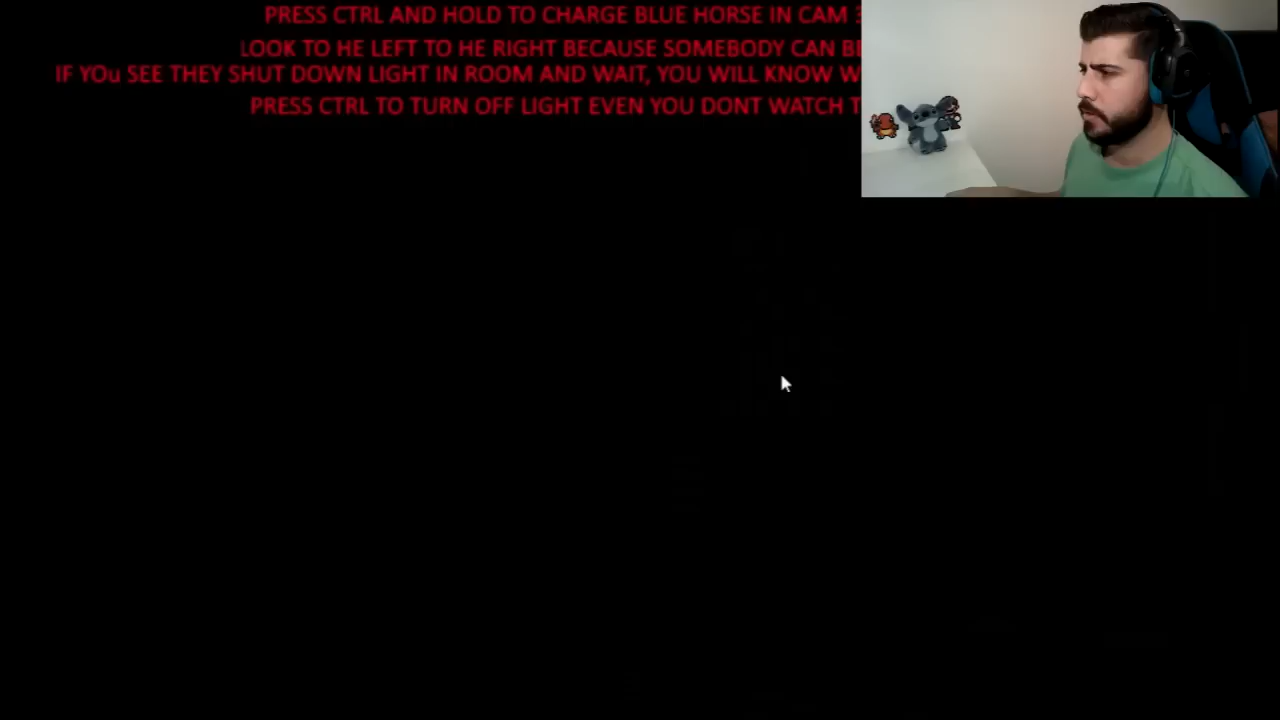 PRESS CTRL AND HOLD TO CHARGE BLUE HORSE IN CAM
LOOK TO HE LEFT TO HE RIGHT BECAUSE SOMEBODY CAN
IF YOu SEE THEY SHUT DOWN LIGHT IN ROOM AND WAIT, YOU WILL KNOW
PRESS CTRL TO TURN OFF LIGHT EVEN YOU DONT WATCH